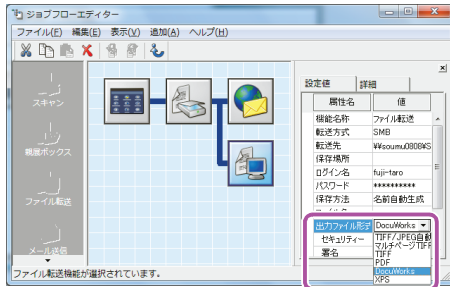 ジョブフローエディター
ファイル(F) 編集(E) 表示(V) 追加(A) ヘルプ(H)
スキャン
親展ボックス
ファイル転送
メール送信
設定値 詳細
属性名 値
機能名称 ファイル転送
転送方式 SMB
転送先 ¥¥soumu0808¥S
保存場所
ログイン名 fuji-taro
パスワード **********
保存方法 名前自動生成
出力ファイル形式 DocuWorks
セキュリティー TIFF/JPEG自動
マルチページTIFF
署名 TIFF
PDF
DocuWorks
XPS
ファイル転送機能が選択されています。